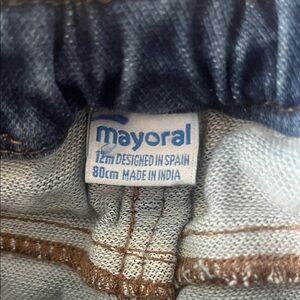 mayoral
12m DESIGNED IN SPAIN
80cm MADE IN INDIA